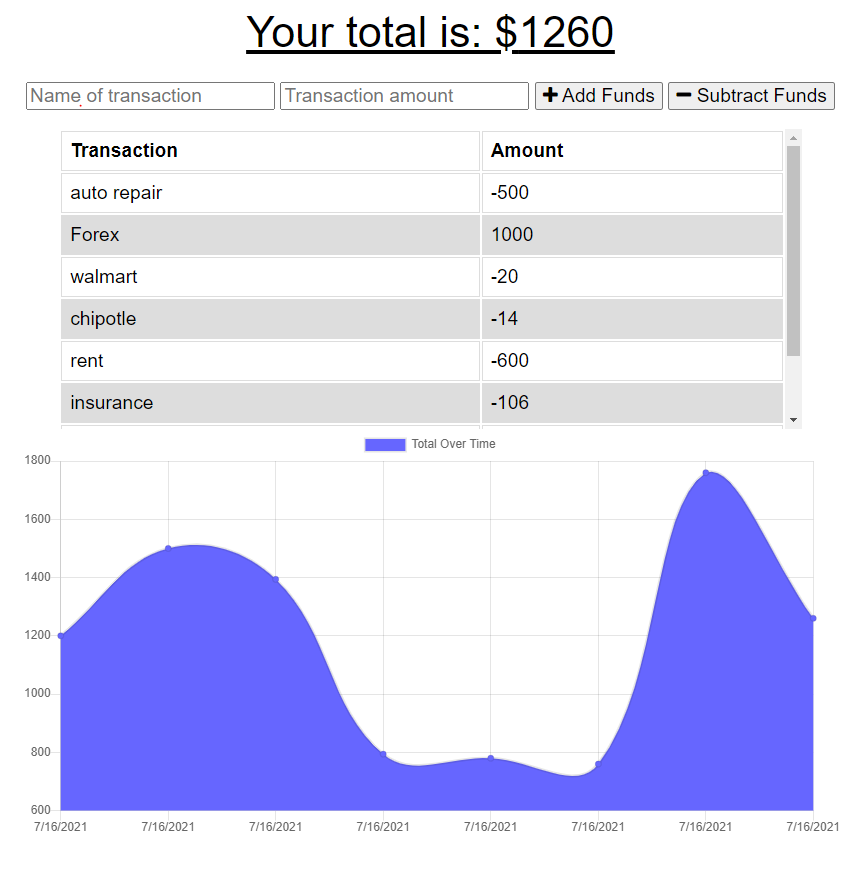 Your total is: $1260
Name of transaction Transaction amount Add Funds Subtract Funds
Transaction Amount
auto repair -500
Forex 1000
walmart -20
chipotle -14
rent -600
insurance -106
Total Over Time
1800
1600
1400
1200
1000
800
600
7/16/2021 7/16/2021 7/16/2021 7/16/2021 7/16/2021 7/16/2021 7/16/2021 7/16/2021